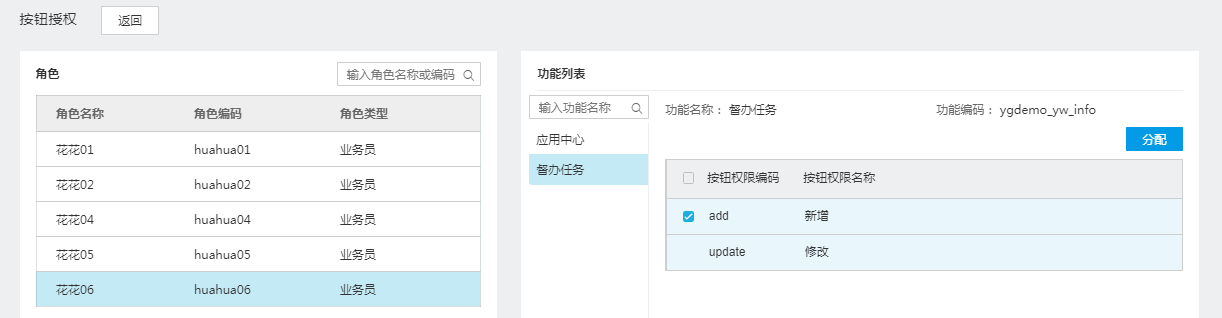 按钮授权 返回
角色 输入角色名称或编码
角色名称 角色编码 角色类型
花花01 huahua01 业务员
花花02 huahua02 业务员
花花04 huahua04 业务员
花花05 huahua05 业务员
花花06 huahua06 业务员
功能列表
输入功能名称
应用中心
督办任务
功能名称： 督办任务 功能编码： ygdemo_yw_info
分配
按钮权限编码 按钮权限名称
add 新增
update 修改